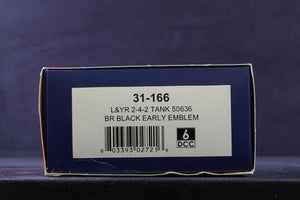 31-166
L&YR 2-4-2 TANK 50636
BR BLACK EARLY EMBLEM
6
DCC